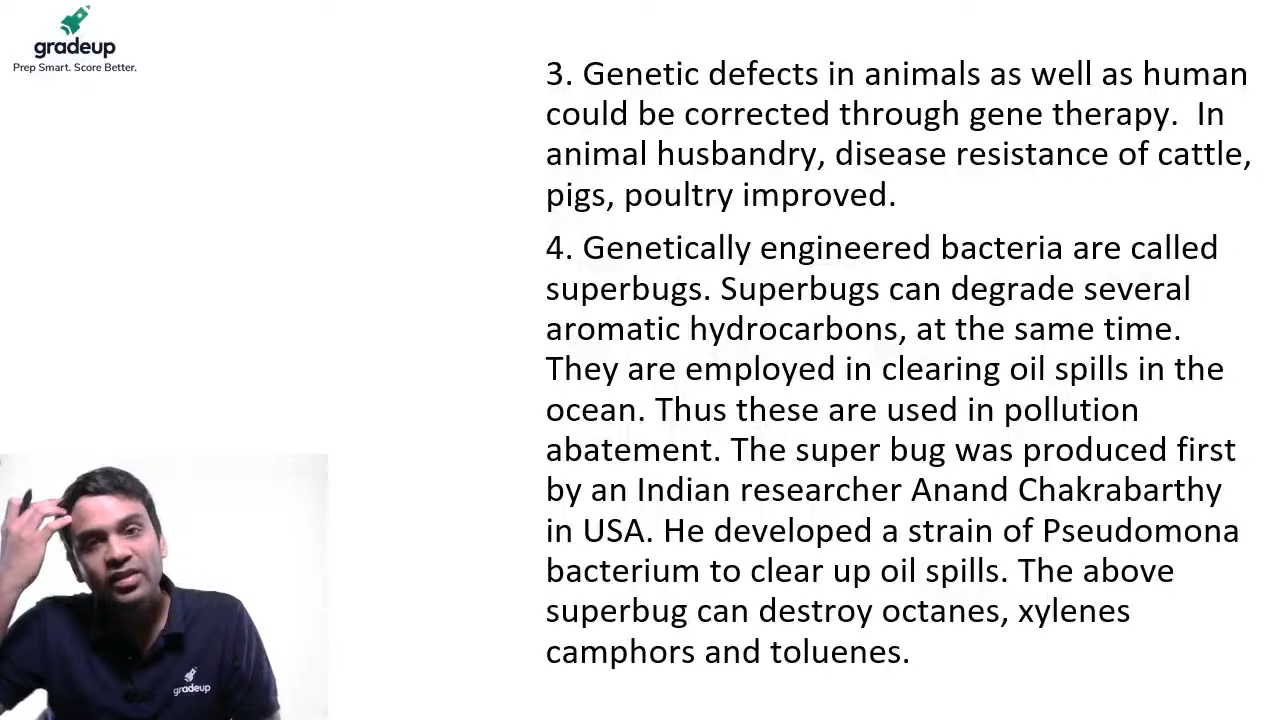 gradeup
Prep Smart. Score Better.
3. Genetic defects in animals as well as human
could be corrected through gene therapy.  In
animal husbandry, disease resistance of cattle,
pigs, poultry improved.
4. Genetically engineered bacteria are called
superbugs. Superbugs can degrade several
aromatic hydrocarbons, at the same time.
They are employed in clearing oil spills in the
ocean. Thus these are used in pollution
abatement. The super bug was produced first
by an Indian researcher Anand Chakrabarthy
in USA. He developed a strain of Pseudomona
bacterium to clear up oil spills. The above
superbug can destroy octanes, xylenes
camphors and toluenes.
gradeup